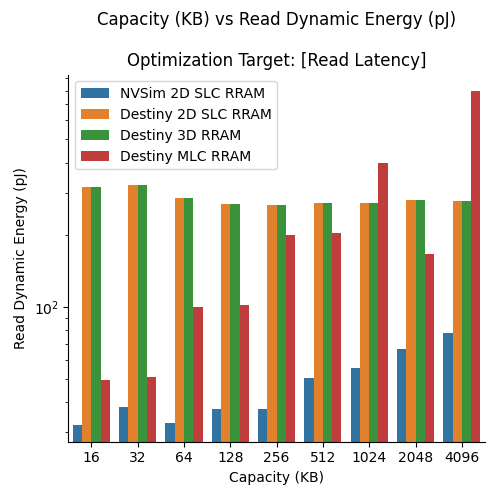 Capacity (KB) vs Read Dynamic Energy (pJ)
Optimization Target: [Read Latency]
NVSim 2D SLC RRAM
Destiny 2D SLC RRAM
Destiny 3D RRAM
Destiny MLC RRAM
Read Dynamic Energy (pJ)
10²
16 32 64 128 256 512 1024 2048 4096
Capacity (KB)